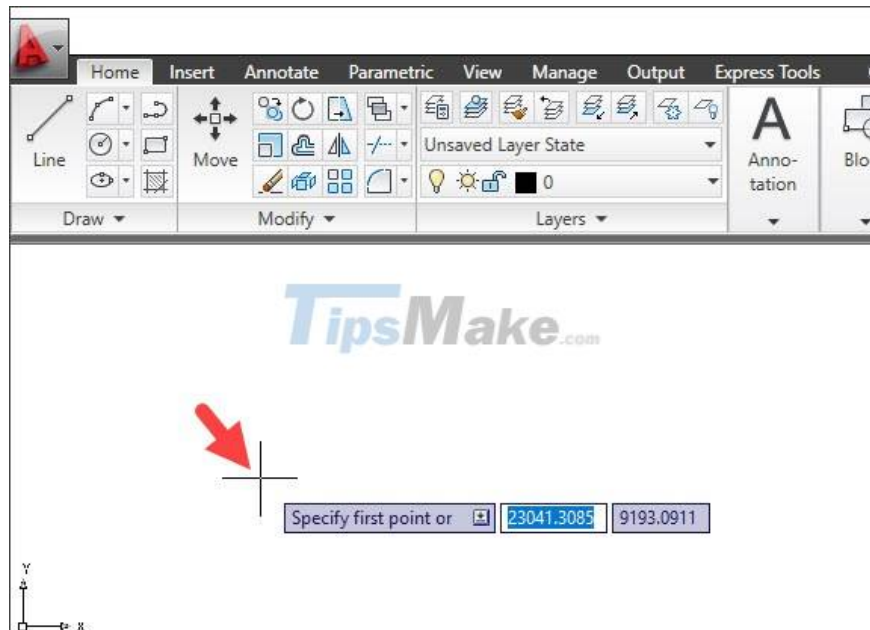 Home Insert Annotate Parametric View Manage Output Express Tools
Unsaved Layer State
Line
Move
0
Anno-
tation
Draw
Modify
Layers
TipsMake.com
Specify first point or 23041.3085 9193.0911
Y
X